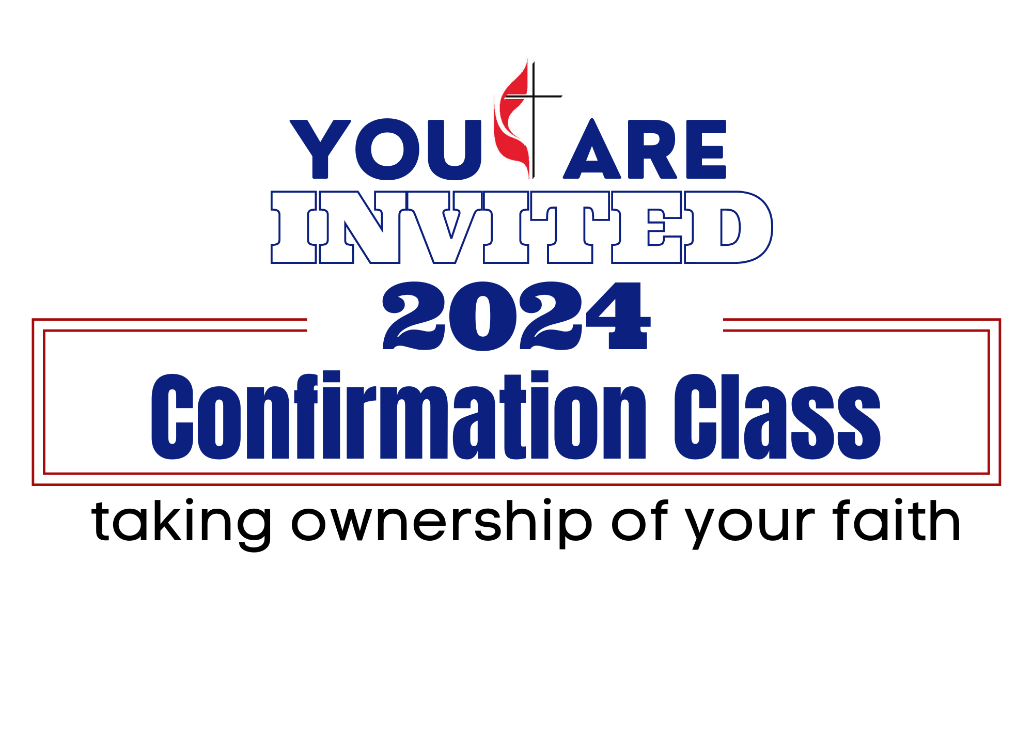 YOU ARE
INVITED
2024
Confirmation Class
taking ownership of your faith